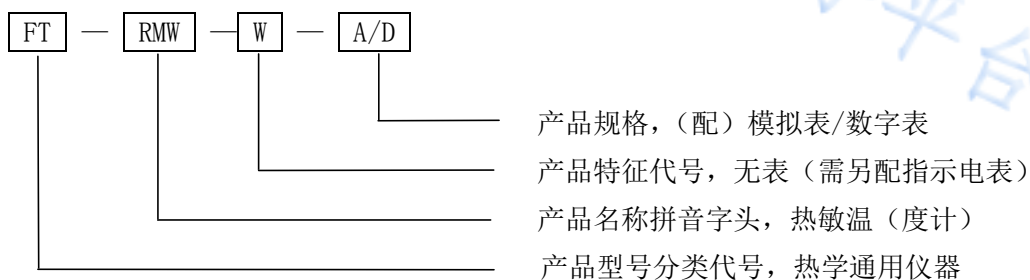 FT — RMW — W — A/D
产品规格，（配）模拟表/数字表
产品特征代号，无表（需另配指示电表）
产品名称拼音字头，热敏温（度计）
产品型号分类代号，热学通用仪器
平台